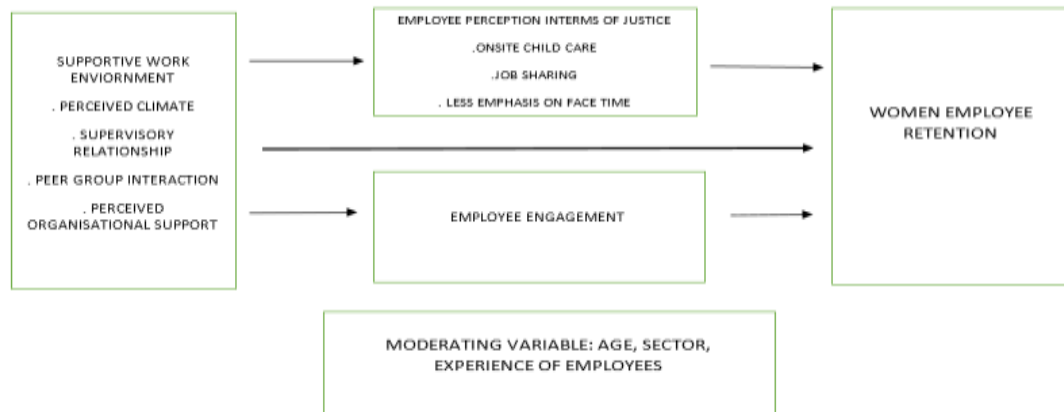 SUPPORTIVE WORK
ENVIORNMENT
. PERCEIVED CLIMATE
. SUPERVISORY
RELATIONSHIP
. PEER GROUP INTERACTION
. PERCEIVED
ORGANISATIONAL SUPPORT
EMPLOYEE PERCEPTION INTERMS OF JUSTICE
.ONSITE CHILD CARE
.JOB SHARING
. LESS EMPHASIS ON FACE TIME
EMPLOYEE ENGAGEMENT
WOMEN EMPLOYEE
RETENTION
MODERATING VARIABLE: AGE, SECTOR,
EXPERIENCE OF EMPLOYEES